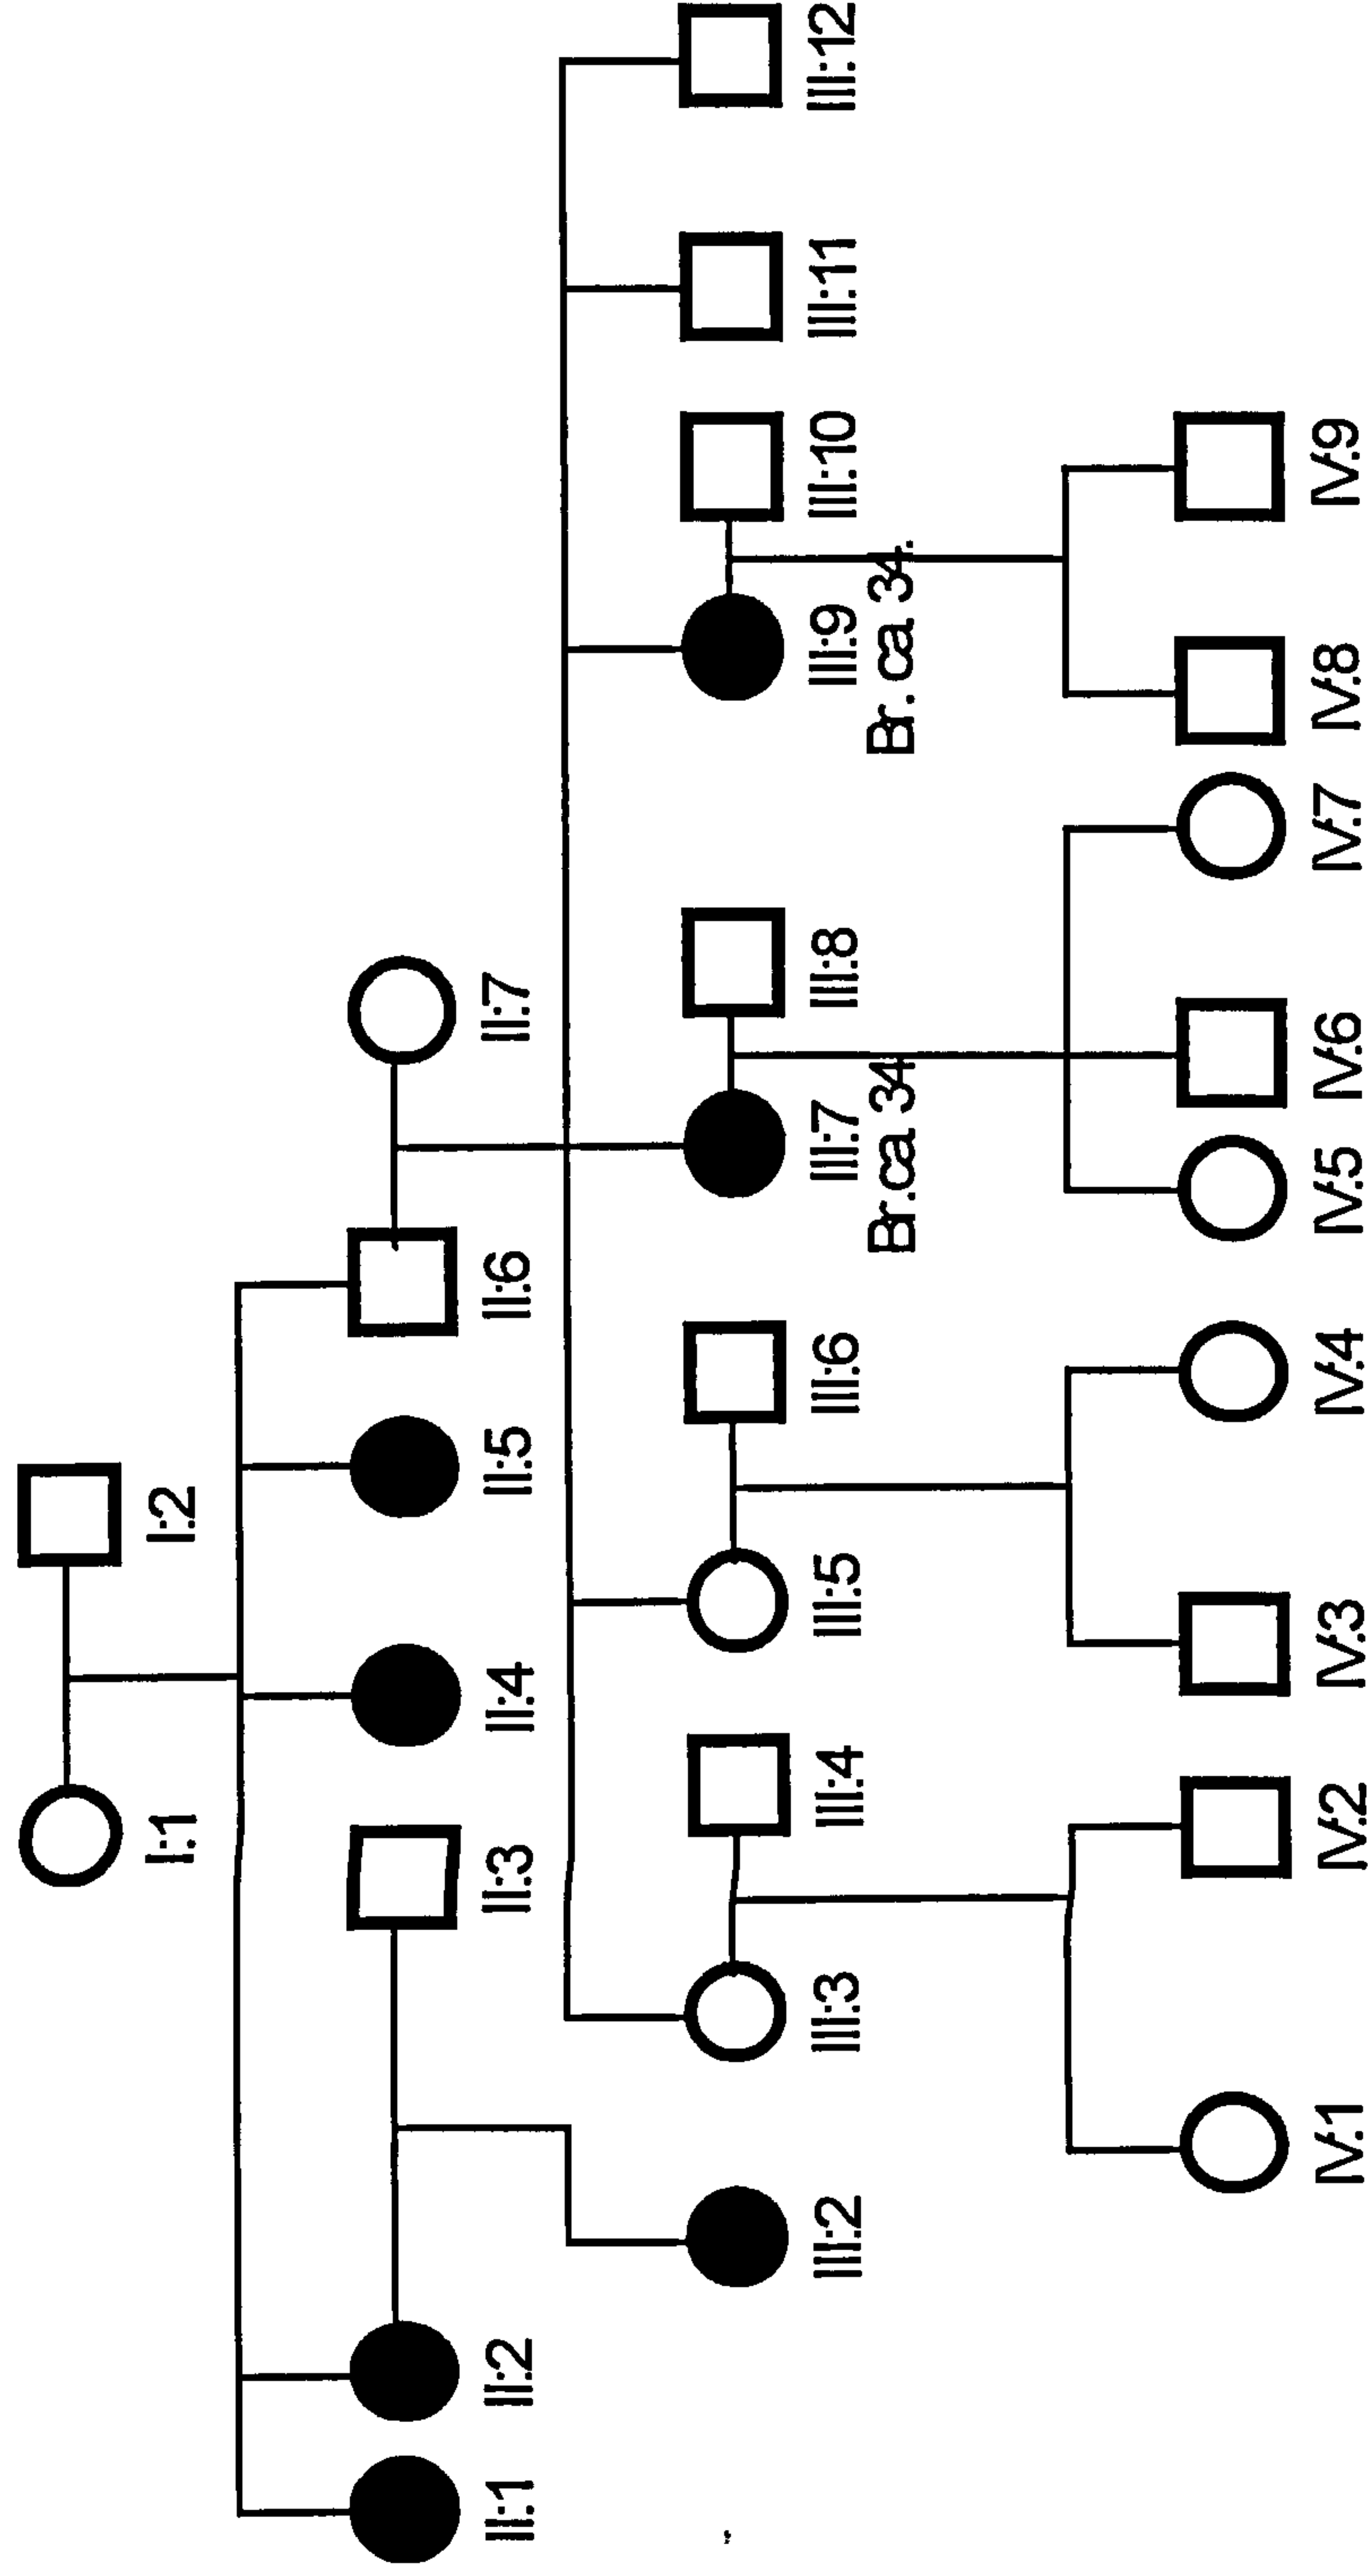 I:1 I:2
II:1 II:2 II:3 II:4 II:5 II:6 II:7
III:2 III:3 III:4 III:5 III:6 III:7 III:8 III:9 III:10 III:11 III:12
Br.ca 34 Br. ca 34.
IV:1 IV:2 IV:3 IV:4 IV:5 IV:6 IV:7 IV:8 IV:9